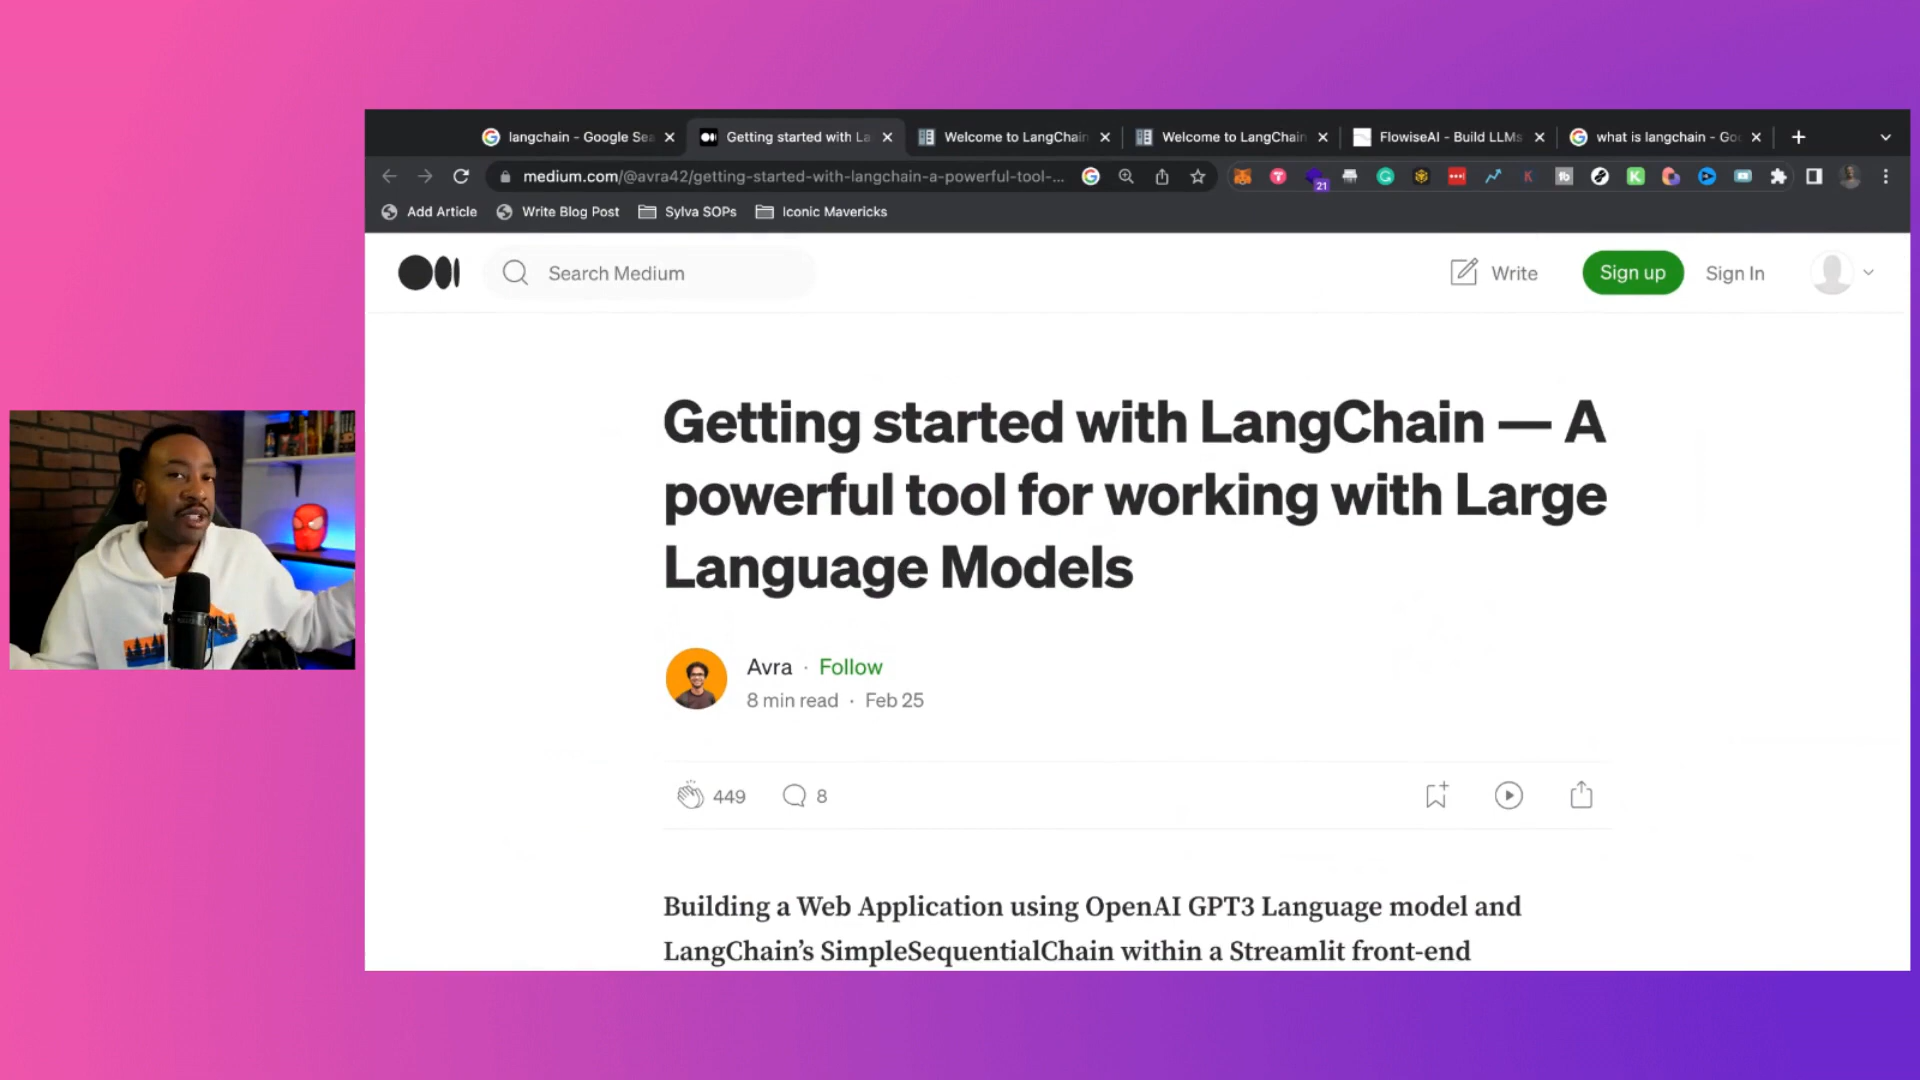 langchain - Google Sea
Getting started with La
Welcome to LangChain
Welcome to LangChain
FlowiseAI - Build LLMs
what is langchain - Goo
medium.com/@avra42/getting-started-with-langchain-a-powerful-tool-...
21
Add Article
Write Blog Post
Sylva SOPs
Iconic Mavericks
Search Medium
Write
Sign up
Sign In
Getting started with LangChain — A
powerful tool for working with Large
Language Models
Avra · Follow
8 min read · Feb 25
449
8
Building a Web Application using OpenAI GPT3 Language model and
LangChain’s SimpleSequentialChain within a Streamlit front-end